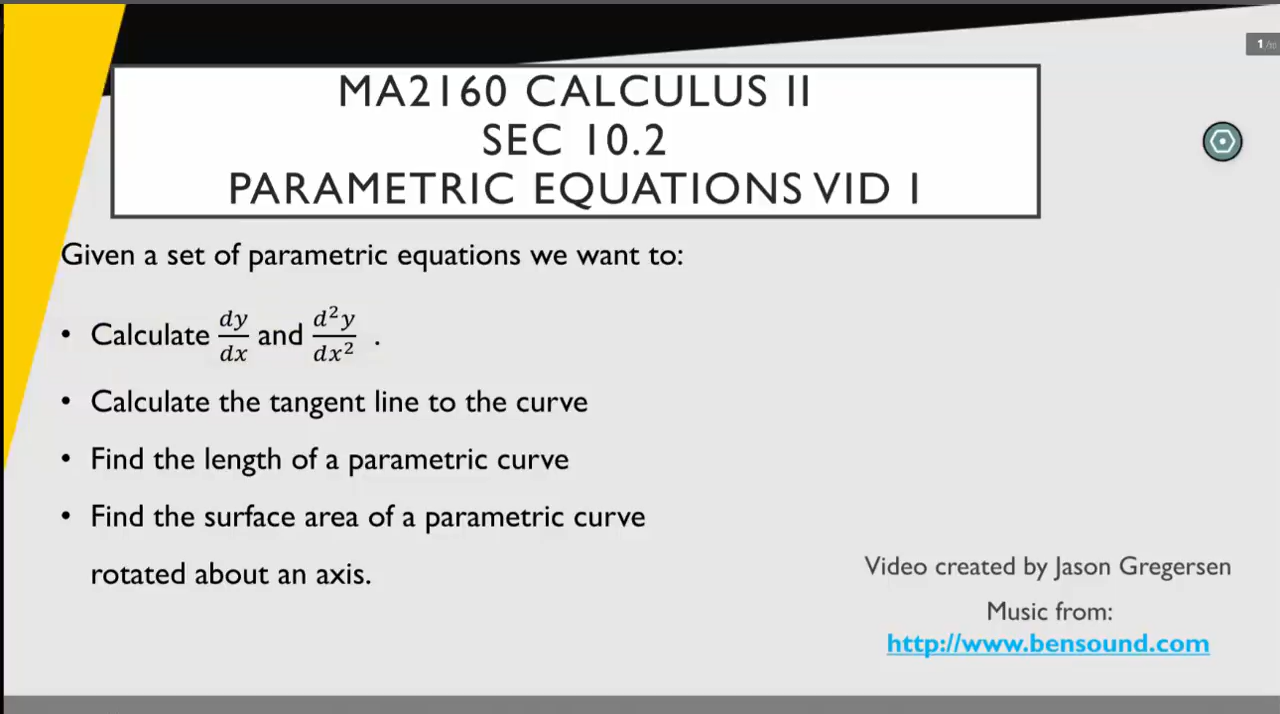 1/10
MA2160 CALCULUS II
SEC 10.2
PARAMETRIC EQUATIONS VID I
Given a set of parametric equations we want to:
• Calculate dy/dx and d²y/dx² .
• Calculate the tangent line to the curve
• Find the length of a parametric curve
• Find the surface area of a parametric curve
rotated about an axis.
Video created by Jason Gregersen
Music from:
http://www.bensound.com